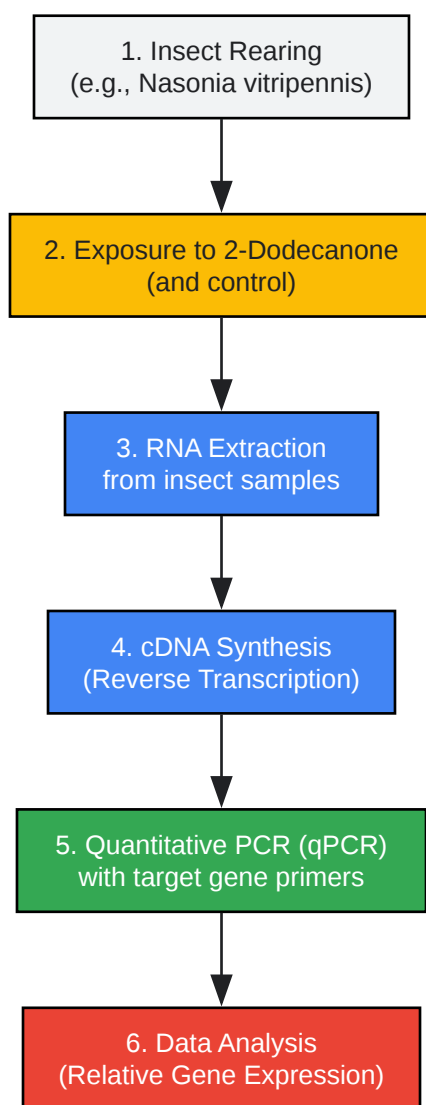 1. Insect Rearing
(e.g., Nasonia vitripennis)
2. Exposure to 2-Dodecanone
(and control)
3. RNA Extraction
from insect samples
4. cDNA Synthesis
(Reverse Transcription)
5. Quantitative PCR (qPCR)
with target gene primers
6. Data Analysis
(Relative Gene Expression)